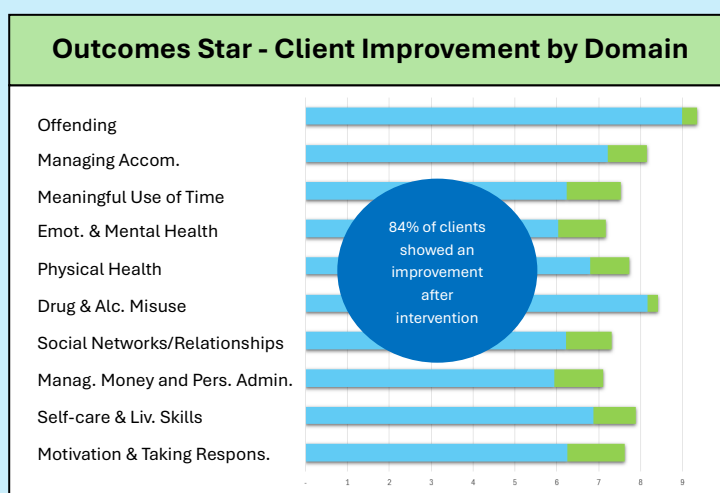 Outcomes Star - Client Improvement by Domain
Offending
Managing Accom.
Meaningful Use of Time
Emot. & Mental Health
Physical Health
Drug & Alc. Misuse
Social Networks/Relationships
Manag. Money and Pers. Admin.
Self-care & Liv. Skills
Motivation & Taking Respons.
84% of clients
showed an
improvement
after
intervention
- 1 2 3 4 5 6 7 8 9